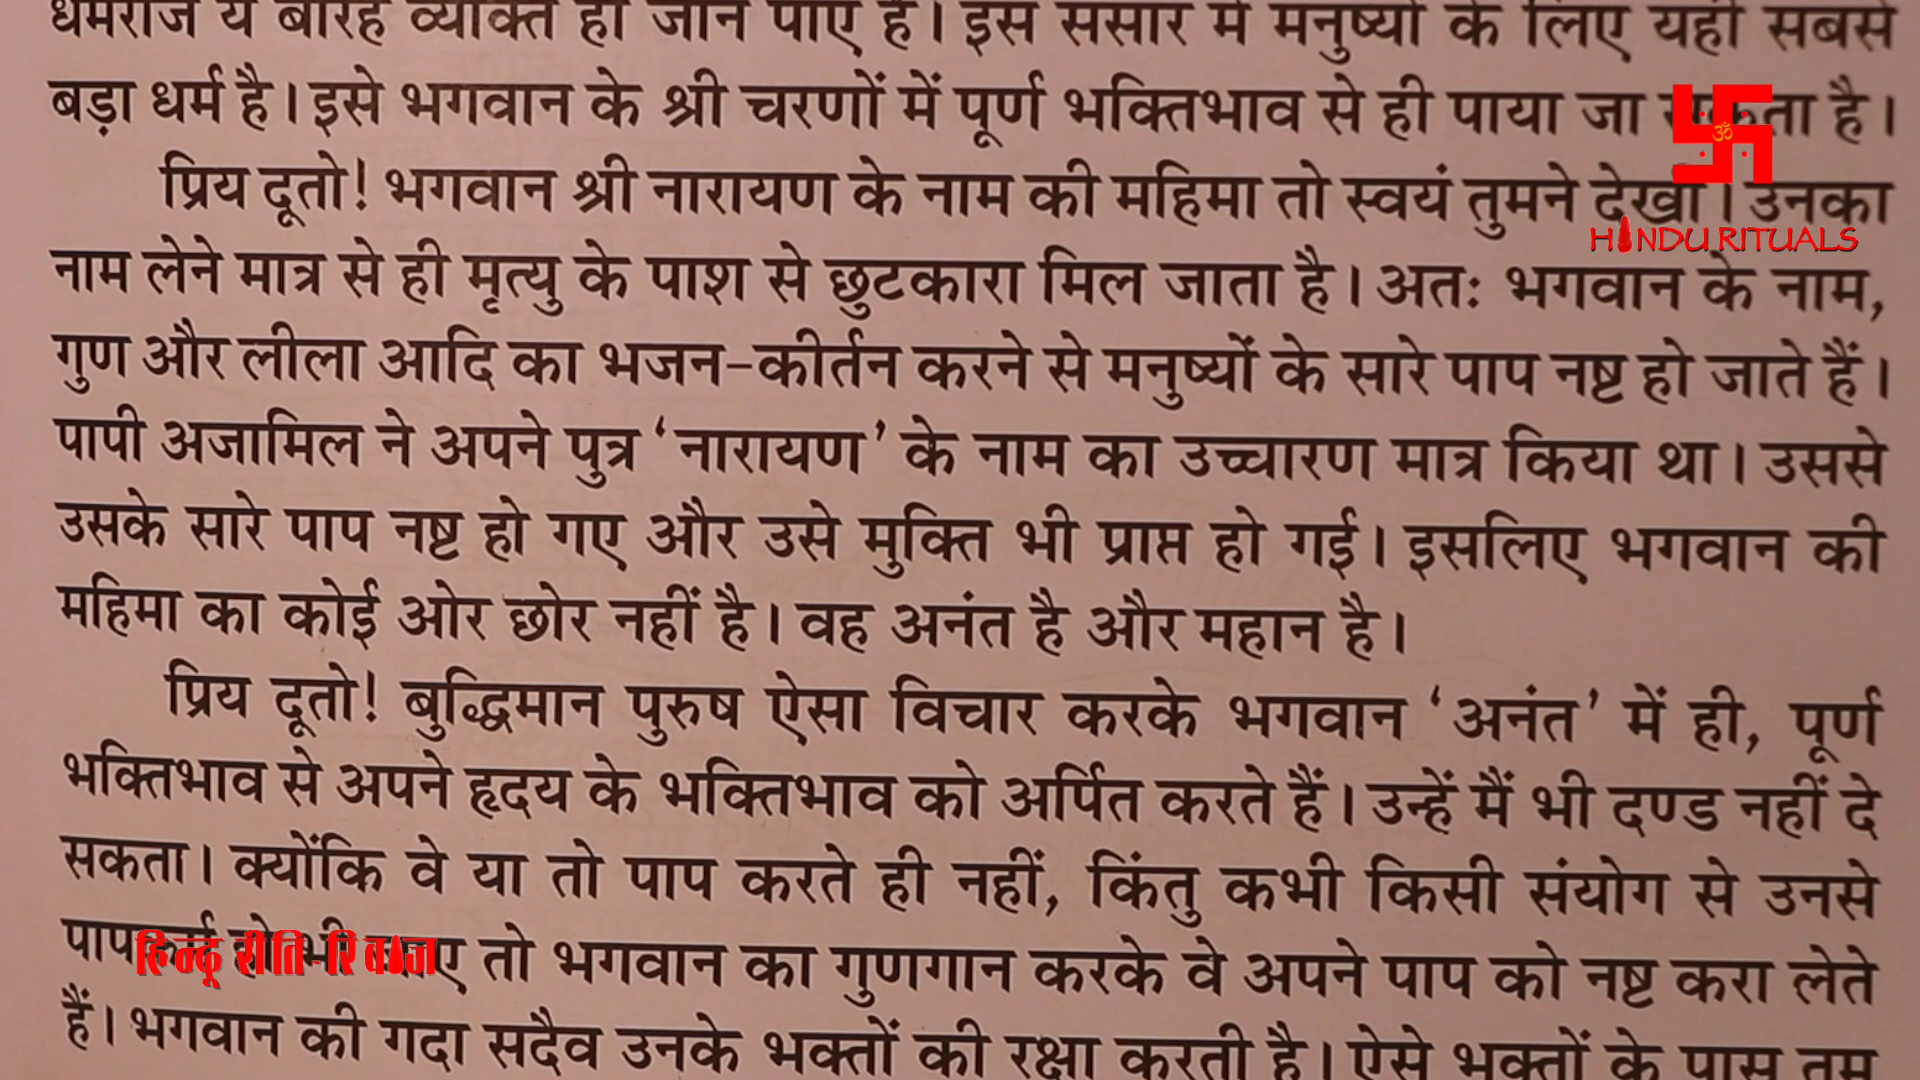 धर्मराज ये बारह व्यक्ति ही जान पाए हैं। इस संसार में मनुष्यों के लिए यही सबसे
बड़ा धर्म है। इसे भगवान के श्री चरणों में पूर्ण भक्तिभाव से ही पाया जा सकता है।
प्रिय दूतो! भगवान श्री नारायण के नाम की महिमा तो स्वयं तुमने देखी। उनका
HINDU RITUALS
नाम लेने मात्र से ही मृत्यु के पाश से छुटकारा मिल जाता है। अतः भगवान के नाम,
गुण और लीला आदि का भजन-कीर्तन करने से मनुष्यों के सारे पाप नष्ट हो जाते हैं।
पापी अजामिल ने अपने पुत्र ‘नारायण’ के नाम का उच्चारण मात्र किया था। उससे
उसके सारे पाप नष्ट हो गए और उसे मुक्ति भी प्राप्त हो गई। इसलिए भगवान की
महिमा का कोई ओर छोर नहीं है। वह अनंत है और महान है।
प्रिय दूतो! बुद्धिमान पुरुष ऐसा विचार करके भगवान ‘अनंत’ में ही, पूर्ण
भक्तिभाव से अपने हृदय के भक्तिभाव को अर्पित करते हैं। उन्हें मैं भी दण्ड नहीं दे
सकता। क्योंकि वे या तो पाप करते ही नहीं, किंतु कभी किसी संयोग से उनसे
तो भगवान का गुणगान करके वे अपने पाप को नष्ट करा लेते
हिन्दू रीति-रिवाज
हैं। भगवान की गदा सदैव उनके भक्तों की रक्षा करती है। ऐसे भक्तों के पास तुम